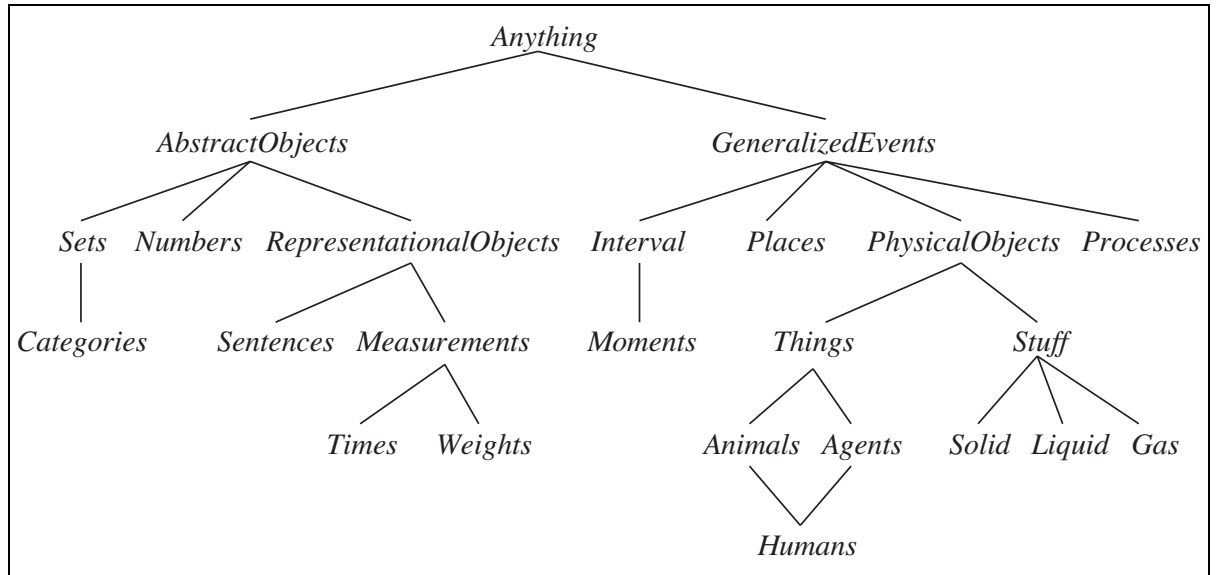 Anything
AbstractObjects GeneralizedEvents
Sets Numbers RepresentationalObjects Interval Places PhysicalObjects Processes
Categories Sentences Measurements Moments Things Stuff
Times Weights Animals Agents Solid Liquid Gas
Humans